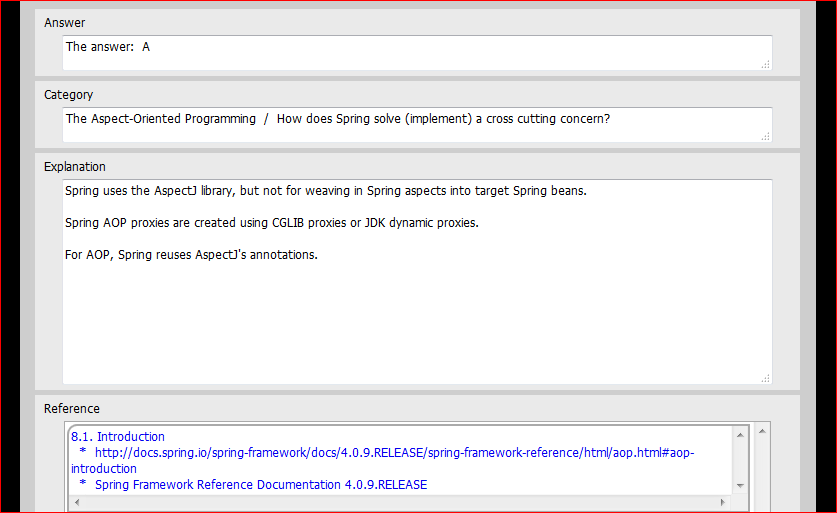 Answer
The answer:  A
Category
The Aspect-Oriented Programming  /  How does Spring solve (implement) a cross cutting concern?
Explanation
Spring uses the AspectJ library, but not for weaving in Spring aspects into target Spring beans.
Spring AOP proxies are created using CGLIB proxies or JDK dynamic proxies.
For AOP, Spring reuses AspectJ's annotations.
Reference
8.1. Introduction
*  http://docs.spring.io/spring-framework/docs/4.0.9.RELEASE/spring-framework-reference/html/aop.html#aop-
introduction
*  Spring Framework Reference Documentation 4.0.9.RELEASE